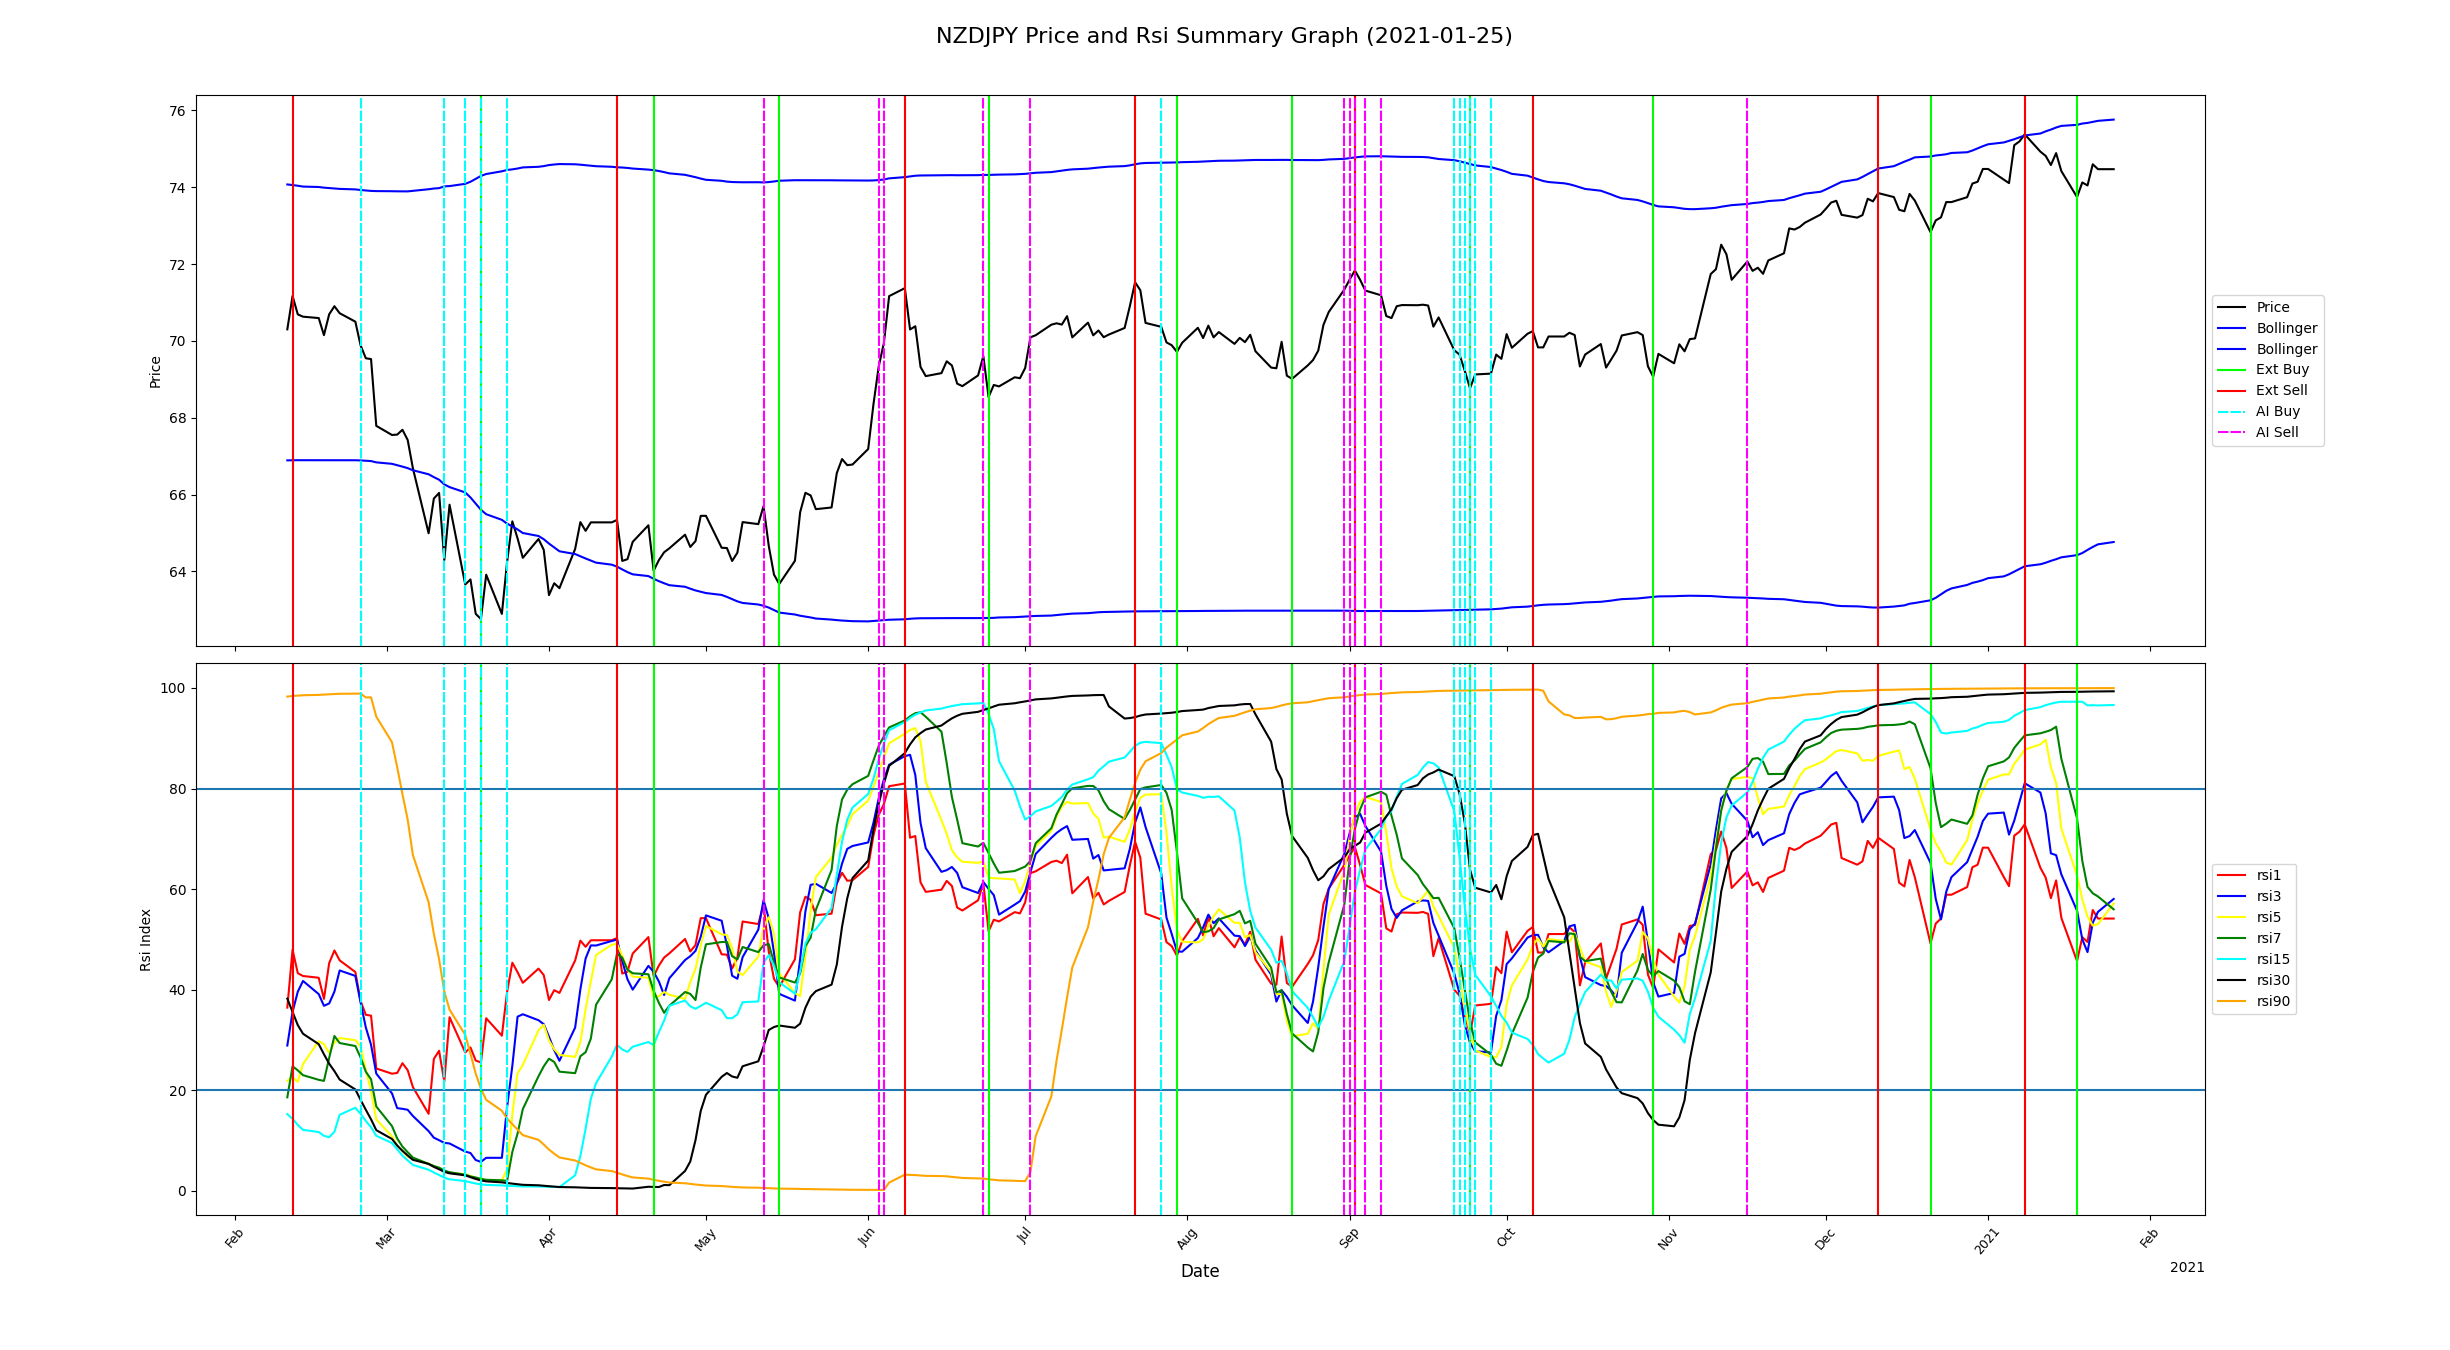 NZDJPY Price and Rsi Summary Graph (2021-01-25)
76
74
72
70
68
66
64
Price
Price
Bollinger
Bollinger
Ext Buy
Ext Sell
AI Buy
AI Sell
100
80
60
40
20
0
Rsi Index
rsi1
rsi3
rsi5
rsi7
rsi15
rsi30
rsi90
Feb
Mar
Apr
May
Jun
Jul
Aug
Sep
Oct
Nov
Dec
2021
Feb
Date
2021